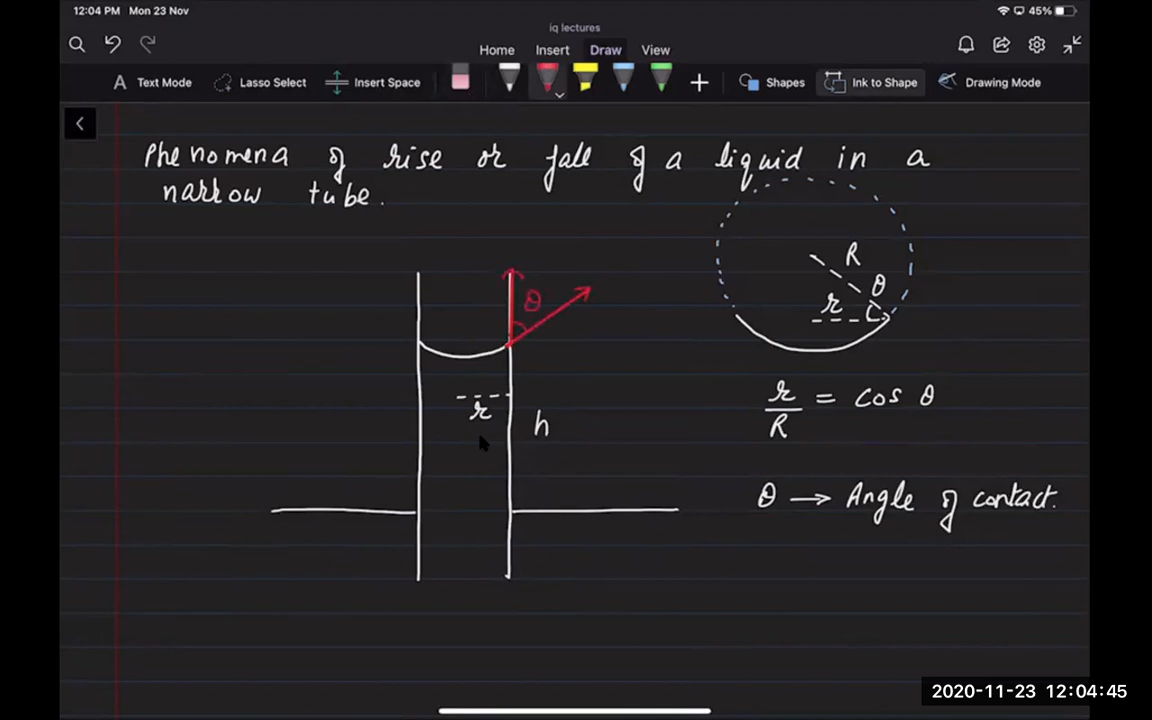 12:04 PM Mon 23 Nov
45%
iq lectures
Home Insert Draw View
A Text Mode Lasso Select Insert Space Shapes Ink to Shape Drawing Mode
Phenomena of rise or fall of a liquid in a
narrow tube.
R
θ
r
θ
r
h
r/R = cos θ
θ → Angle of contact.
2020-11-23 12:04:45